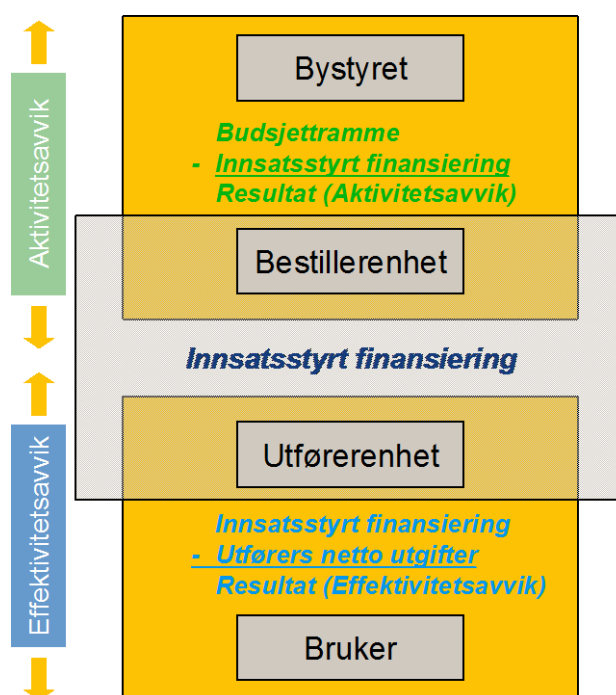 Aktivitetsavvik
Bystyret
Budsjettramme
- Innsatsstyrt finansiering
Resultat (Aktivitetsavvik)
Bestillerenhet
Innsatsstyrt finansiering
Effektivitetsavvik
Utførerenhet
Innsatsstyrt finansiering
- Utførers netto utgifter
Resultat (Effektivitetsavvik)
Bruker